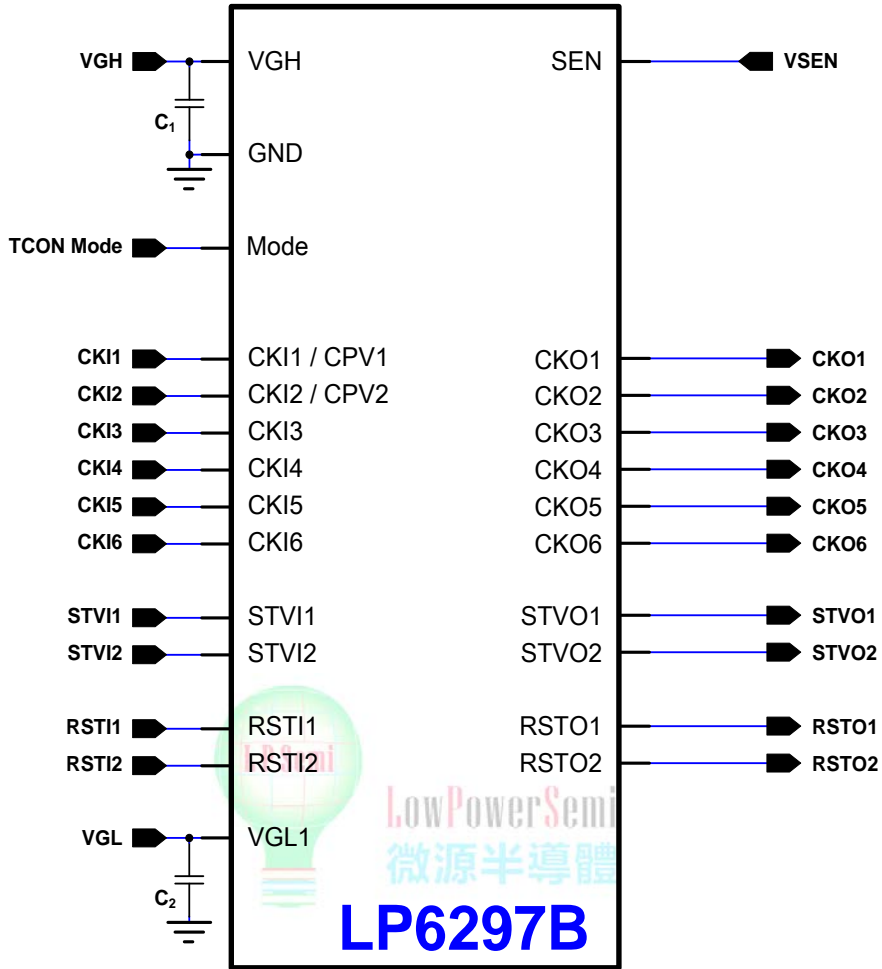 VGH VGH SEN VSEN
C₁
GND
TCON Mode Mode
CKI1 CKI1 / CPV1 CKO1 CKO1
CKI2 CKI2 / CPV2 CKO2 CKO2
CKI3 CKI3 CKO3 CKO3
CKI4 CKI4 CKO4 CKO4
CKI5 CKI5 CKO5 CKO5
CKI6 CKI6 CKO6 CKO6
STVI1 STVI1 STVO1 STVO1
STVI2 STVI2 STVO2 STVO2
RSTI1 RSTI1 RSTO1 RSTO1
LPSemi
RSTI2 RSTI2 RSTO2 RSTO2
LowPowerSemi
VGL VGL1
微源半導體
C₂
LP6297B